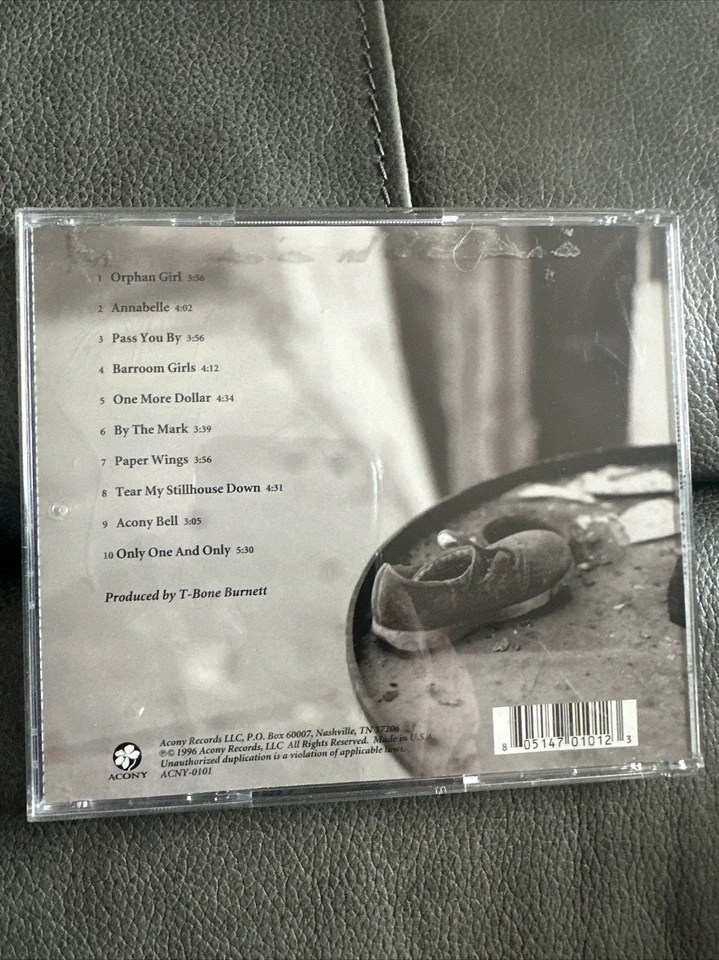 1 Orphan Girl 3:56
2 Annabelle 4:02
3 Pass You By 3:56
4 Barroom Girls 4:12
5 One More Dollar 4:34
6 By The Mark 3:39
7 Paper Wings 3:56
8 Tear My Stillhouse Down 4:31
9 Acony Bell 3:05
10 Only One And Only 5:30
Produced by T-Bone Burnett
ACONY
Acony Records LLC, P.O. Box 60007, Nashville, TN 37206
℗© 1996 Acony Records, LLC All Rights Reserved. Made in U.S.A.
Unauthorized duplication is a violation of applicable laws.
ACNY-0101
8 05147 01012 3